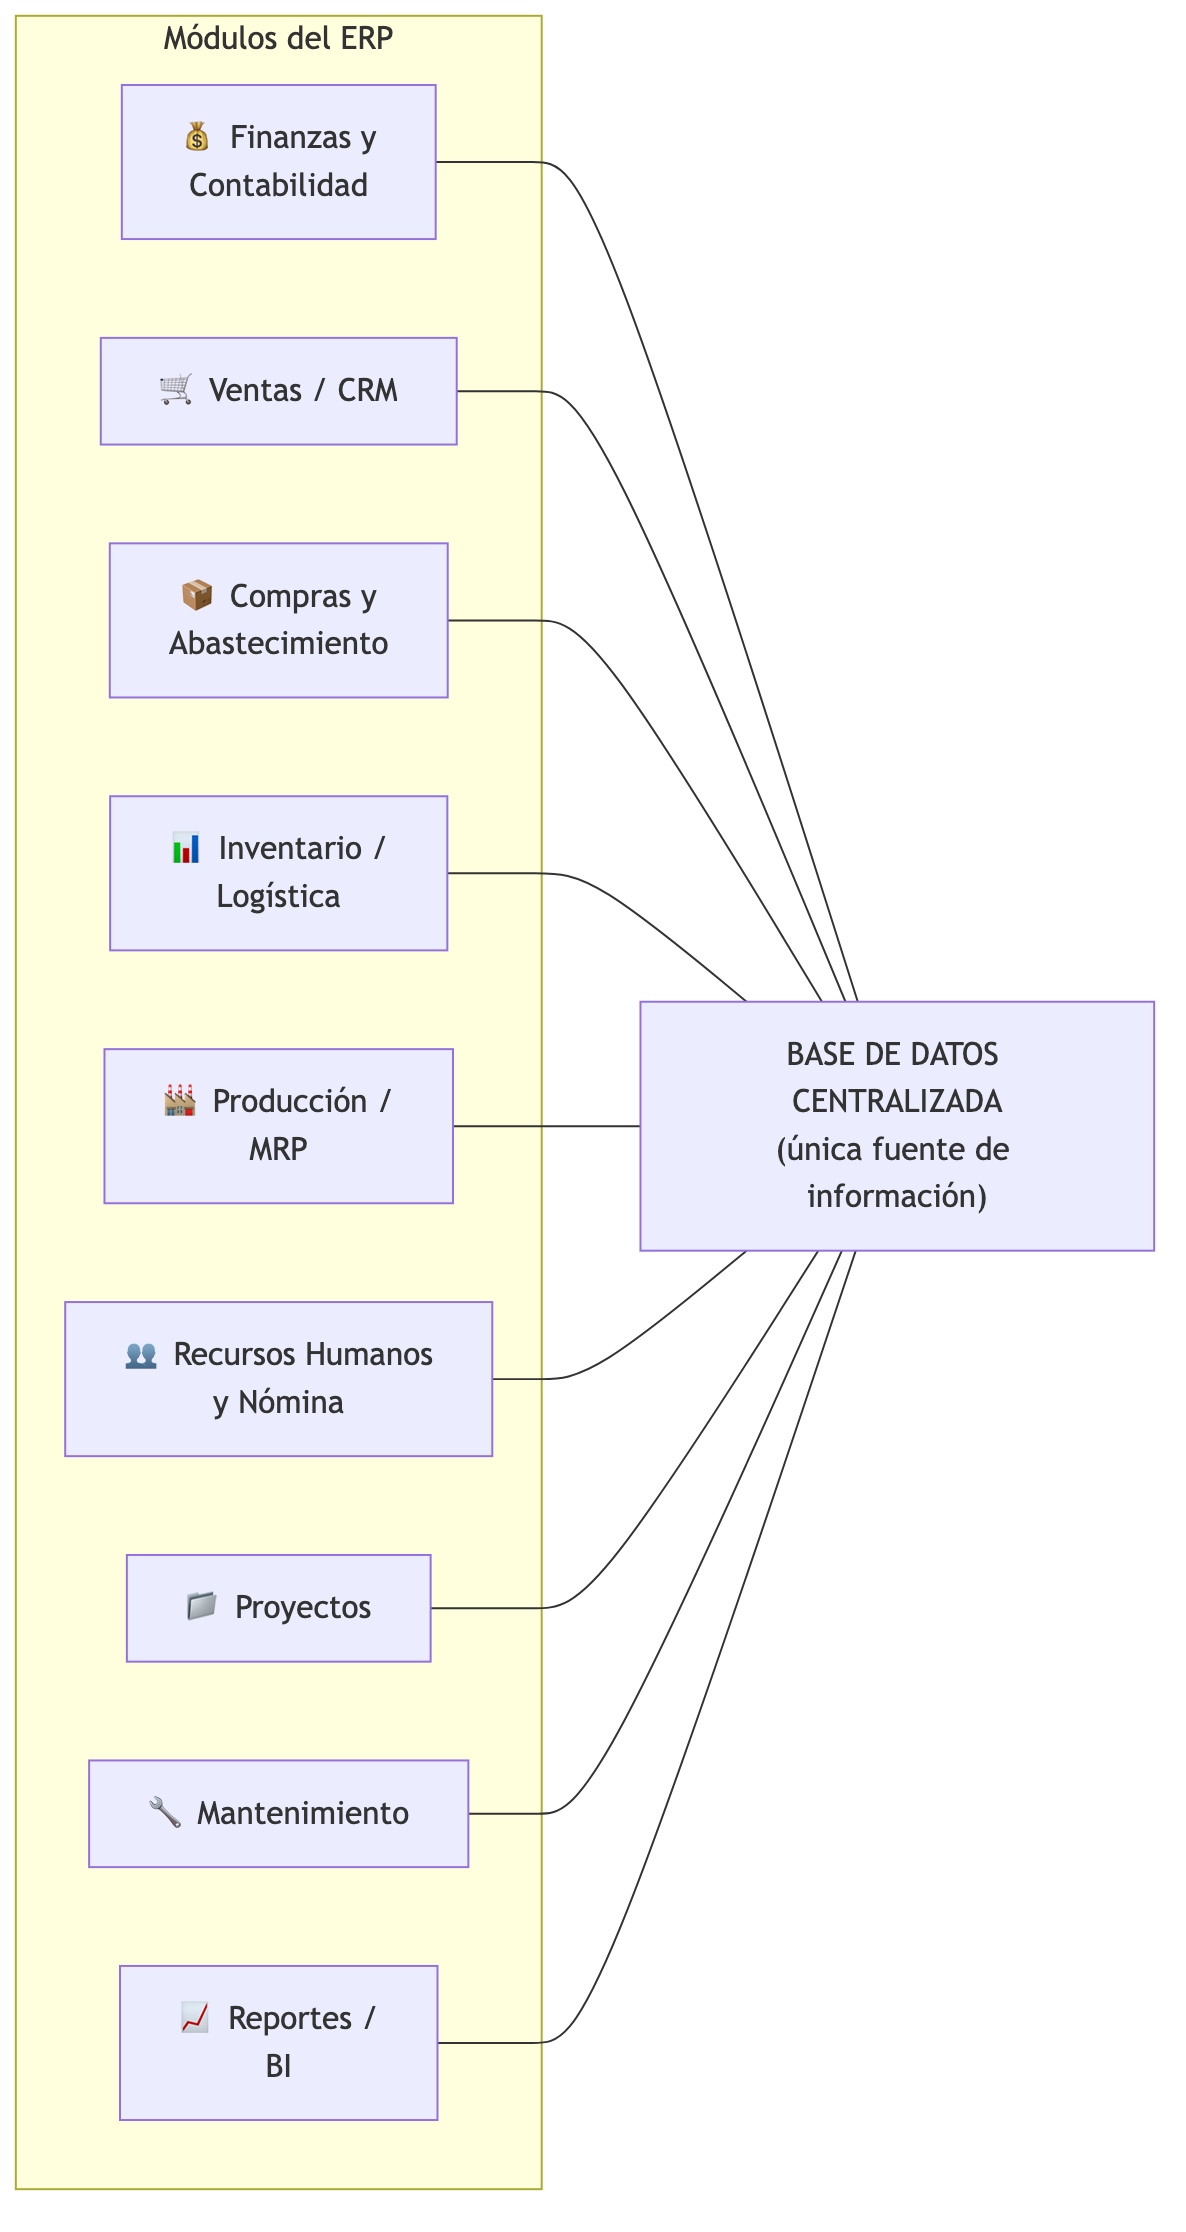 Módulos del ERP
💰 Finanzas y
Contabilidad
🛒 Ventas / CRM
📦 Compras y
Abastecimiento
📊 Inventario /
Logística
🏭 Producción /
MRP
👥 Recursos Humanos
y Nómina
📁 Proyectos
🔧 Mantenimiento
📈 Reportes /
BI
BASE DE DATOS
CENTRALIZADA
(única fuente de
información)